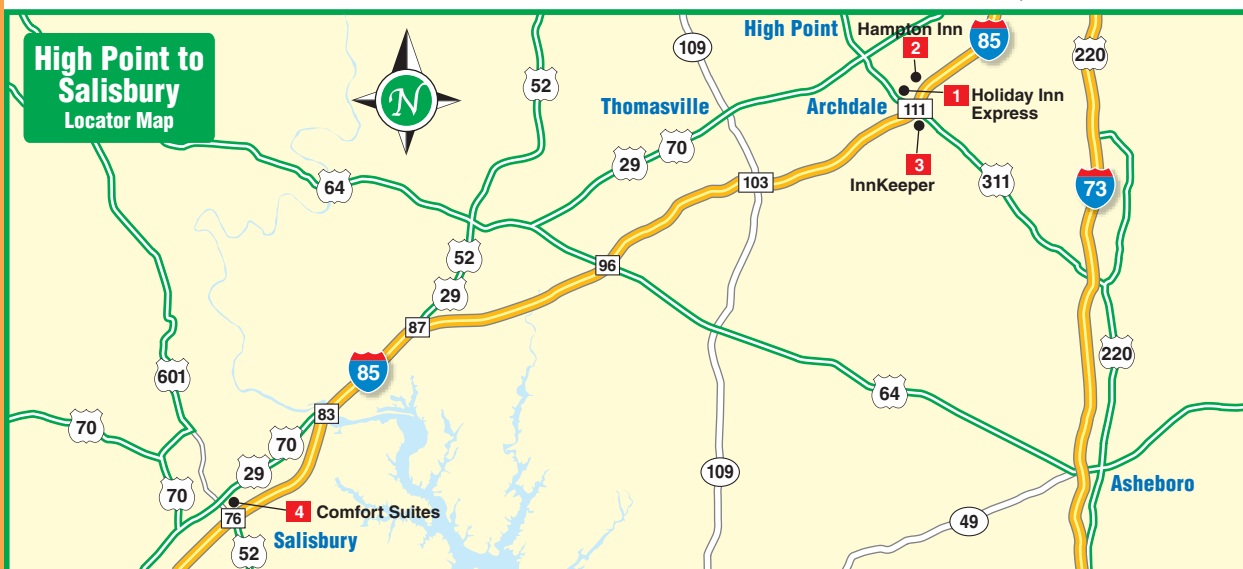 High Point to
Salisbury
Locator Map
N
52
109
High Point
Hampton Inn
2
85
220
Thomasville
Archdale
111
1
Holiday Inn
Express
29
70
3
InnKeeper
103
311
73
64
52
96
29
87
85
601
220
64
83
70
70
29
70
109
Asheboro
4
Comfort Suites
76
49
Salisbury
52